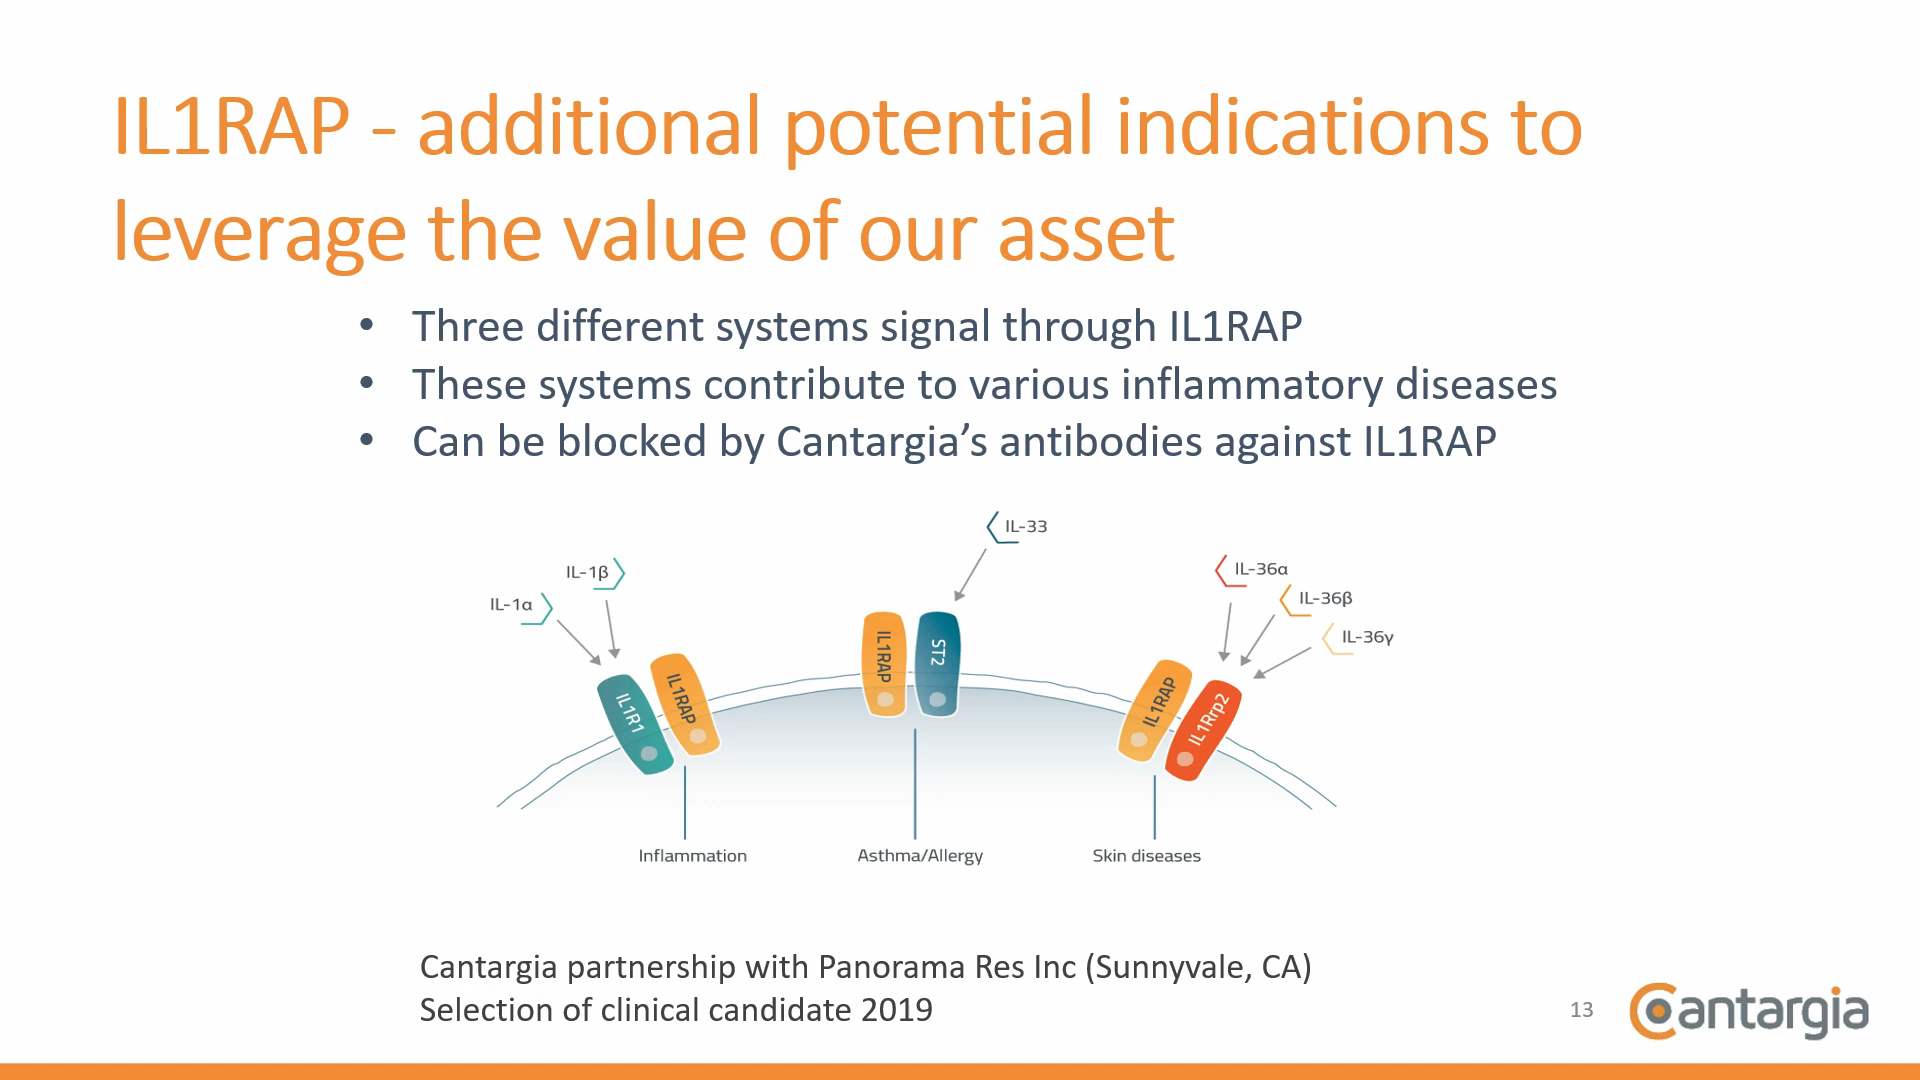 IL1RAP - additional potential indications to
leverage the value of our asset
• Three different systems signal through IL1RAP
• These systems contribute to various inflammatory diseases
• Can be blocked by Cantargia’s antibodies against IL1RAP
IL-33
IL-1β
IL-1α
IL-36α
IL-36β
IL-36γ
IL1R1
IL1RAP
IL1RAP
ST2
IL1RAP
IL1Rrp2
Inflammation
Asthma/Allergy
Skin diseases
Cantargia partnership with Panorama Res Inc (Sunnyvale, CA)
Selection of clinical candidate 2019
13
Cantargia